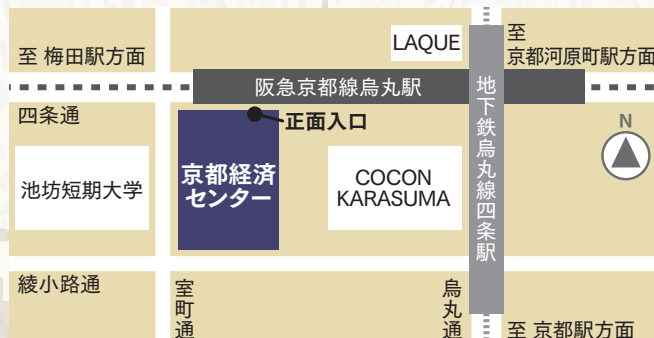 至 梅田駅方面
LAQUE
至
京都河原町駅方面
阪急京都線烏丸駅
四条通
正面入口
地下鉄烏丸線四条駅
N
池坊短期大学
京都経済
センター
COCON
KARASUMA
綾小路通
室町通
烏丸通
至 京都駅方面